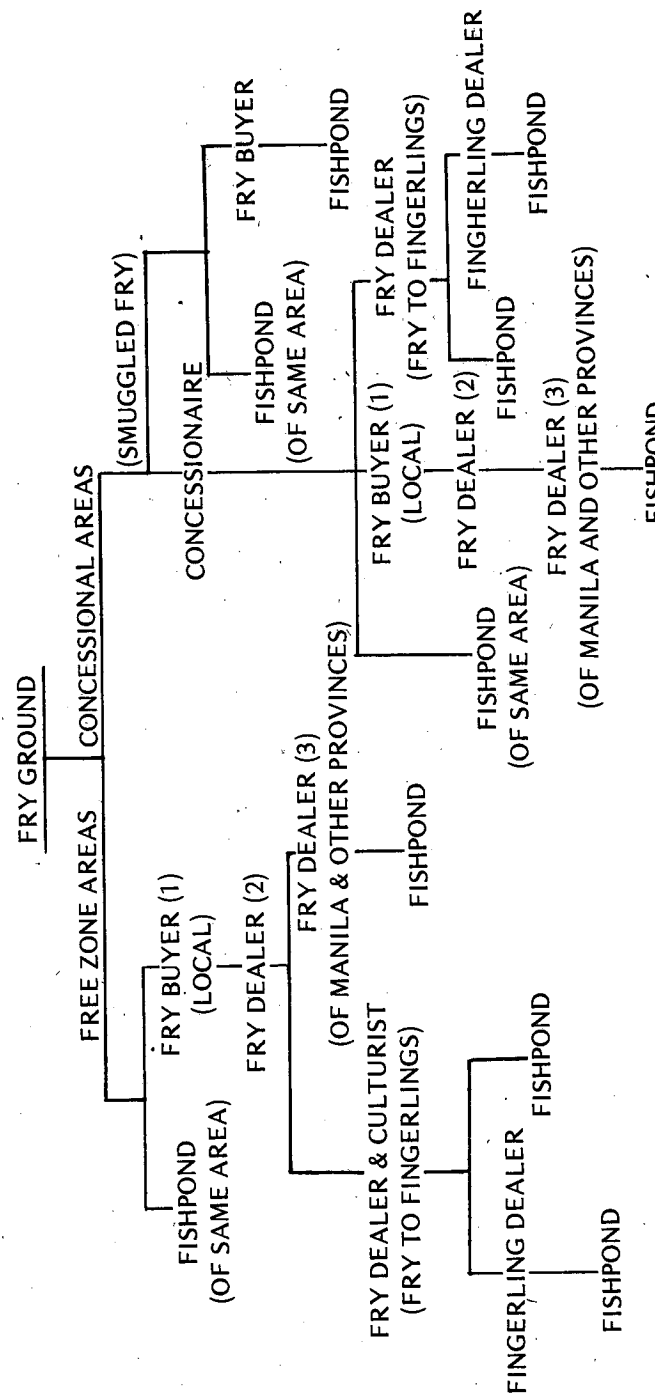 FRY GROUND
FREE ZONE AREAS
CONCESSIONAL AREAS
FISHPOND
(OF SAME AREA)
FRY BUYER (1)
(LOCAL)
FRY DEALER (2)
FRY DEALER & CULTURIST
(FRY TO FINGERLINGS)
FINGERLING DEALER
FISHPOND
FISHPOND
FRY DEALER (3)
(OF MANILA & OTHER PROVINCES)
FISHPOND
(SMUGGLED FRY)
CONCESSIONAIRE
FISHPOND
(OF SAME AREA)
FRY BUYER
FISHPOND
FISHPOND
(OF SAME AREA)
FRY BUYER (1)
(LOCAL)
FRY DEALER (2)
FRY DEALER (3)
(OF MANILA AND OTHER PROVINCES)
FISHPOND
FRY DEALER
(FRY TO FINGERLINGS)
FISHPOND
FINGHERLING DEALER
FISHPOND